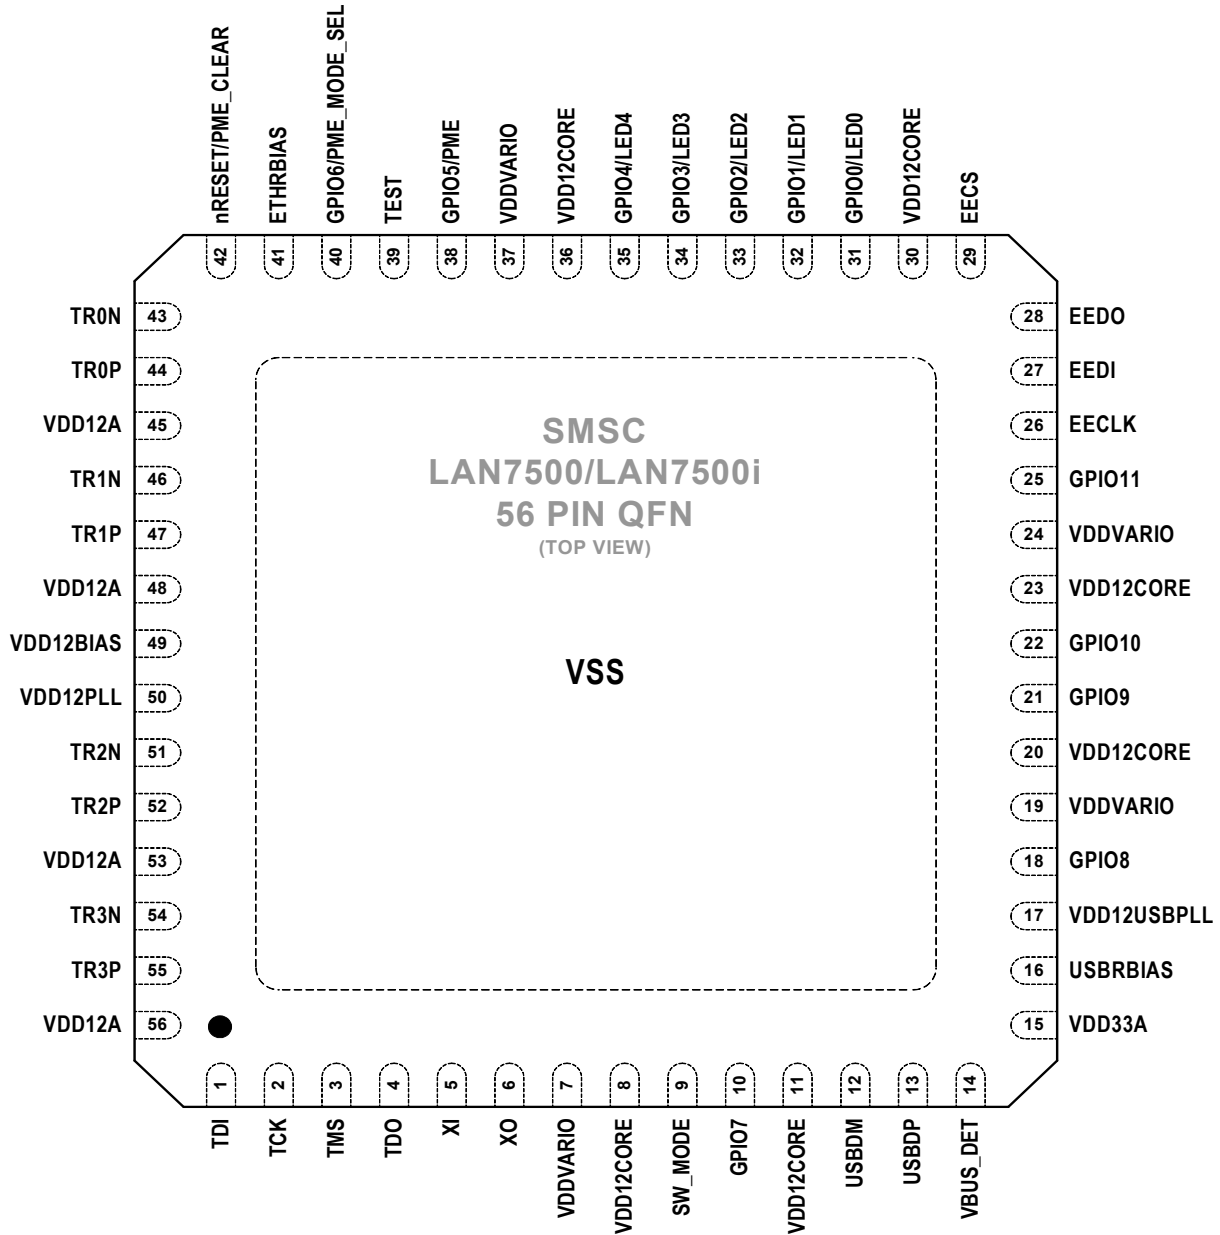 nRESET/PME_CLEAR
ETHRBIAS
GPIO6/PME_MODE_SEL
TEST
GPIO5/PME
VDDVARIO
VDD12CORE
GPIO4/LED4
GPIO3/LED3
GPIO2/LED2
GPIO1/LED1
GPIO0/LED0
VDD12CORE
EECS
42
41
40
39
38
37
36
35
34
33
32
31
30
29
TR0N 43
TR0P 44
VDD12A 45
TR1N 46
TR1P 47
VDD12A 48
VDD12BIAS 49
VDD12PLL 50
TR2N 51
TR2P 52
VDD12A 53
TR3N 54
TR3P 55
VDD12A 56
SMSC
LAN7500/LAN7500i
56 PIN QFN
(TOP VIEW)
VSS
28 EEDO
27 EEDI
26 EECLK
25 GPIO11
24 VDDVARIO
23 VDD12CORE
22 GPIO10
21 GPIO9
20 VDD12CORE
19 VDDVARIO
18 GPIO8
17 VDD12USBPLL
16 USBRBIAS
15 VDD33A
1
2
3
4
5
6
7
8
9
10
11
12
13
14
TDI
TCK
TMS
TDO
XI
XO
VDDVARIO
VDD12CORE
SW_MODE
GPIO7
VDD12CORE
USBDM
USBDP
VBUS_DET